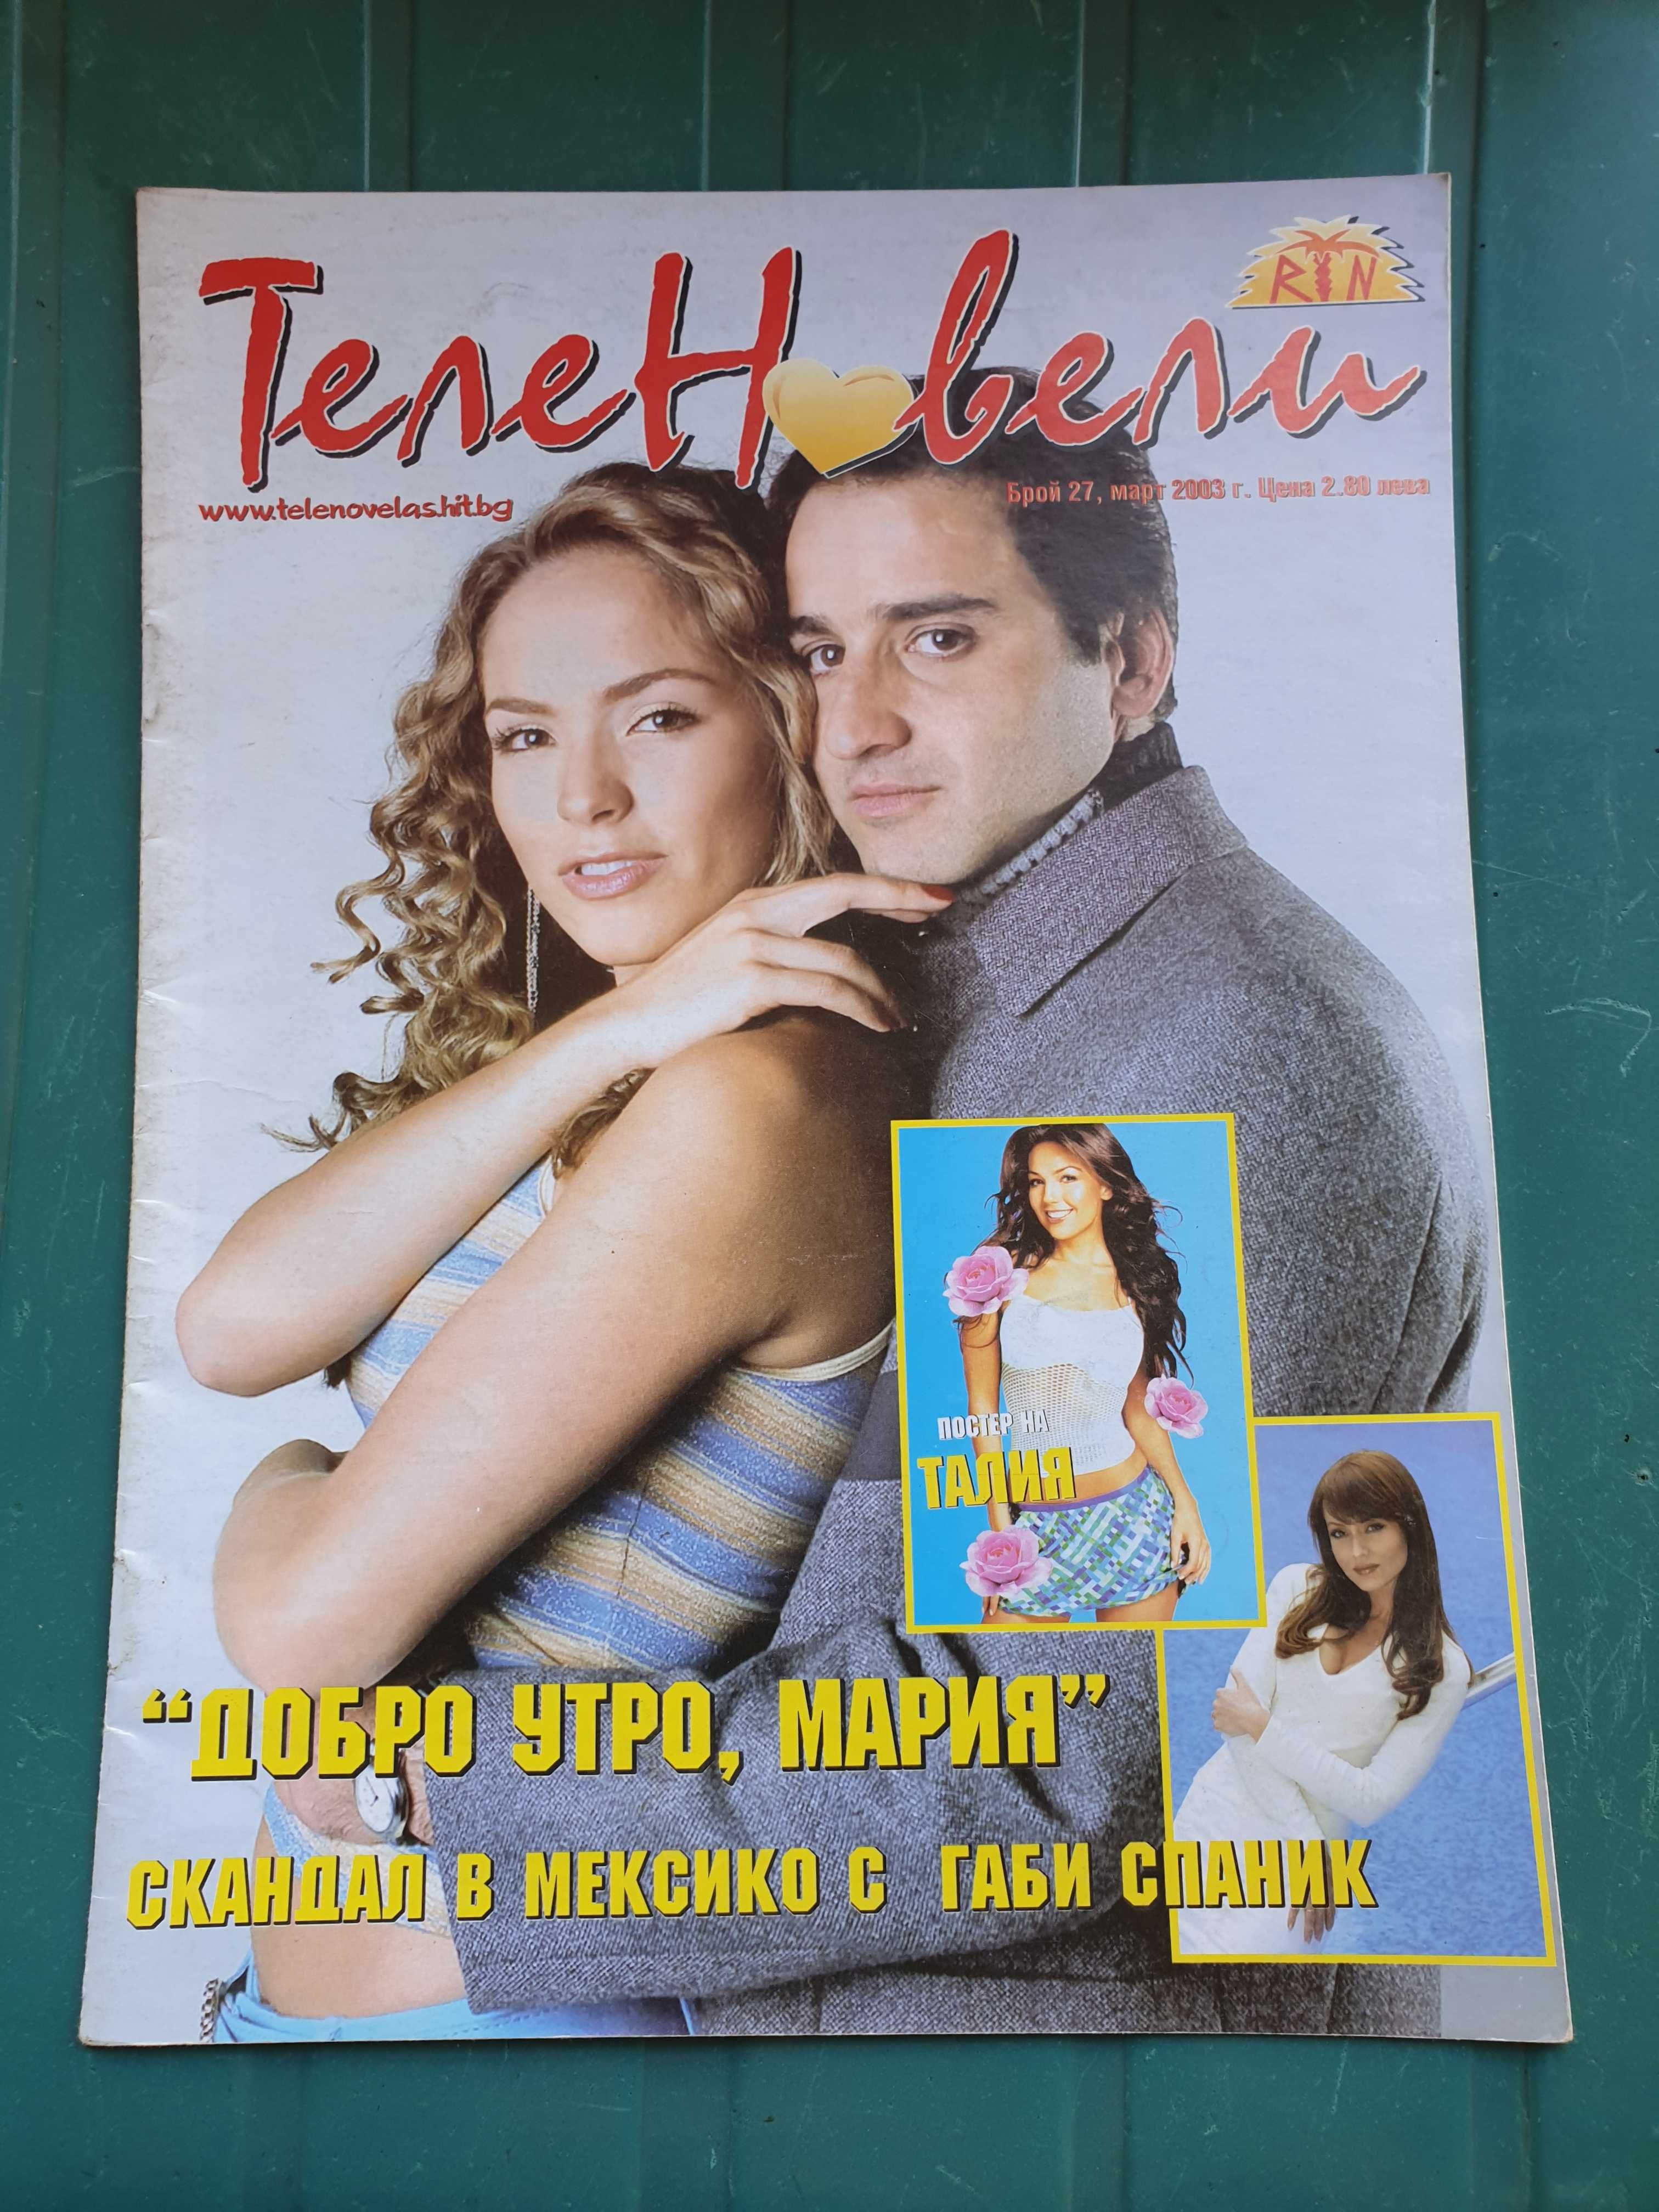 RIN
ТелеНовели
www.telenovelas.hit.bg
Брой 27, март 2003 г. Цена 2.80 лева
ПОСТЕР НА
ТАЛИЯ
“ДОБРО УТРО, МАРИЯ”
СКАНДАЛ В МЕКСИКО С ГАБИ СПАНИК